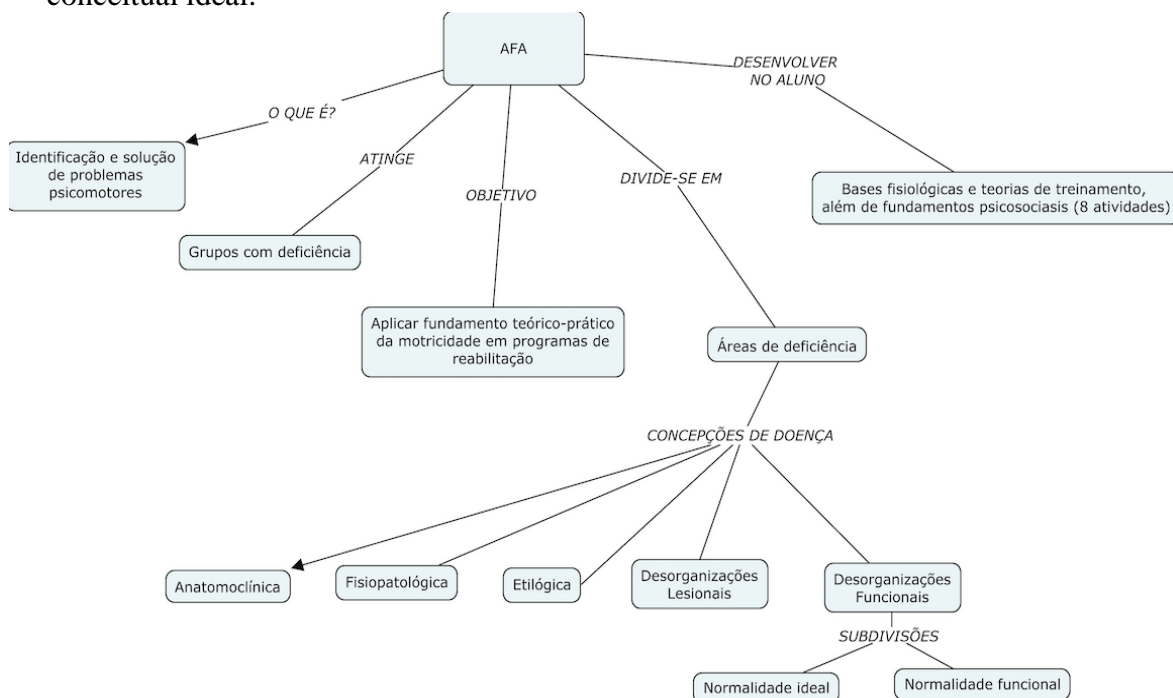 conceitual ideal.
AFA
DESENVOLVER
NO ALUNO
O QUE É?
Identificação e solução
de problemas
psicomotores
ATINGE
OBJETIVO
DIVIDE-SE EM
Bases fisiológicas e teorias de treinamento,
além de fundamentos psicosociasis (8 atividades)
Grupos com deficiência
Aplicar fundamento teórico-prático
da motricidade em programas de
reabilitação
Áreas de deficiência
CONCEPÇÕES DE DOENÇA
Anatomoclínica
Fisiopatológica
Etilógica
Desorganizações
Lesionais
Desorganizações
Funcionais
SUBDIVISÕES
Normalidade ideal
Normalidade funcional